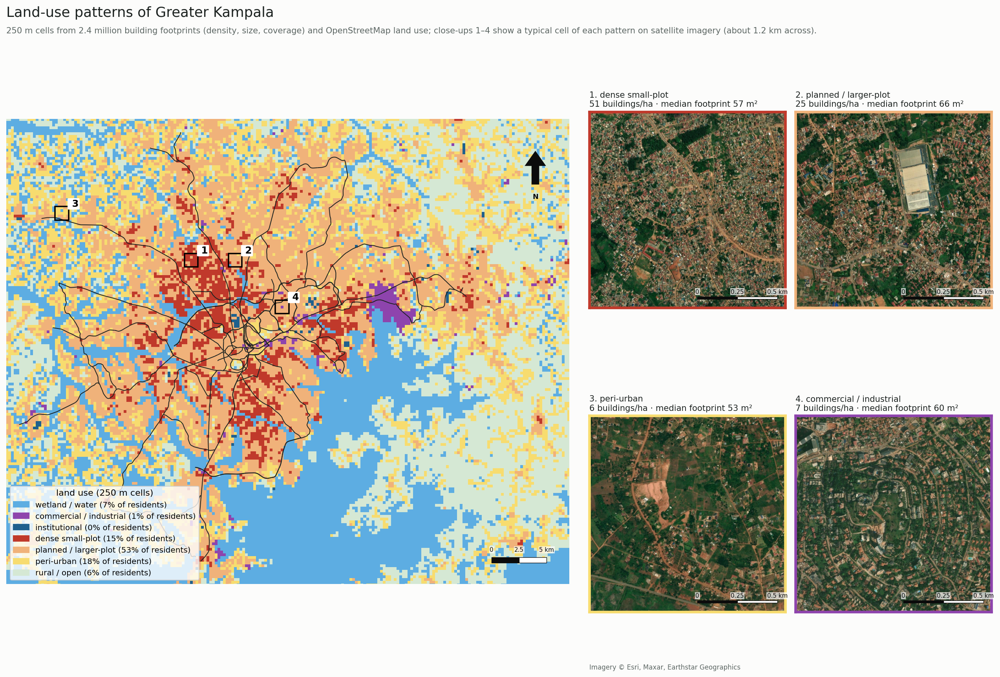 Land-use patterns of Greater Kampala
250 m cells from 2.4 million building footprints (density, size, coverage) and OpenStreetMap land use; close-ups 1–4 show a typical cell of each pattern on satellite imagery (about 1.2 km across).
1. dense small-plot
51 buildings/ha · median footprint 57 m²
0 0.25 0.5 km
2. planned / larger-plot
25 buildings/ha · median footprint 66 m²
0 0.25 0.5 km
N
3
1
2
4
land use (250 m cells)
wetland / water (7% of residents)
commercial / industrial (1% of residents)
institutional (0% of residents)
dense small-plot (15% of residents)
planned / larger-plot (53% of residents)
peri-urban (18% of residents)
rural / open (6% of residents)
0 2.5 5 km
3. peri-urban
6 buildings/ha · median footprint 53 m²
0 0.25 0.5 km
4. commercial / industrial
7 buildings/ha · median footprint 60 m²
0 0.25 0.5 km
Imagery © Esri, Maxar, Earthstar Geographics